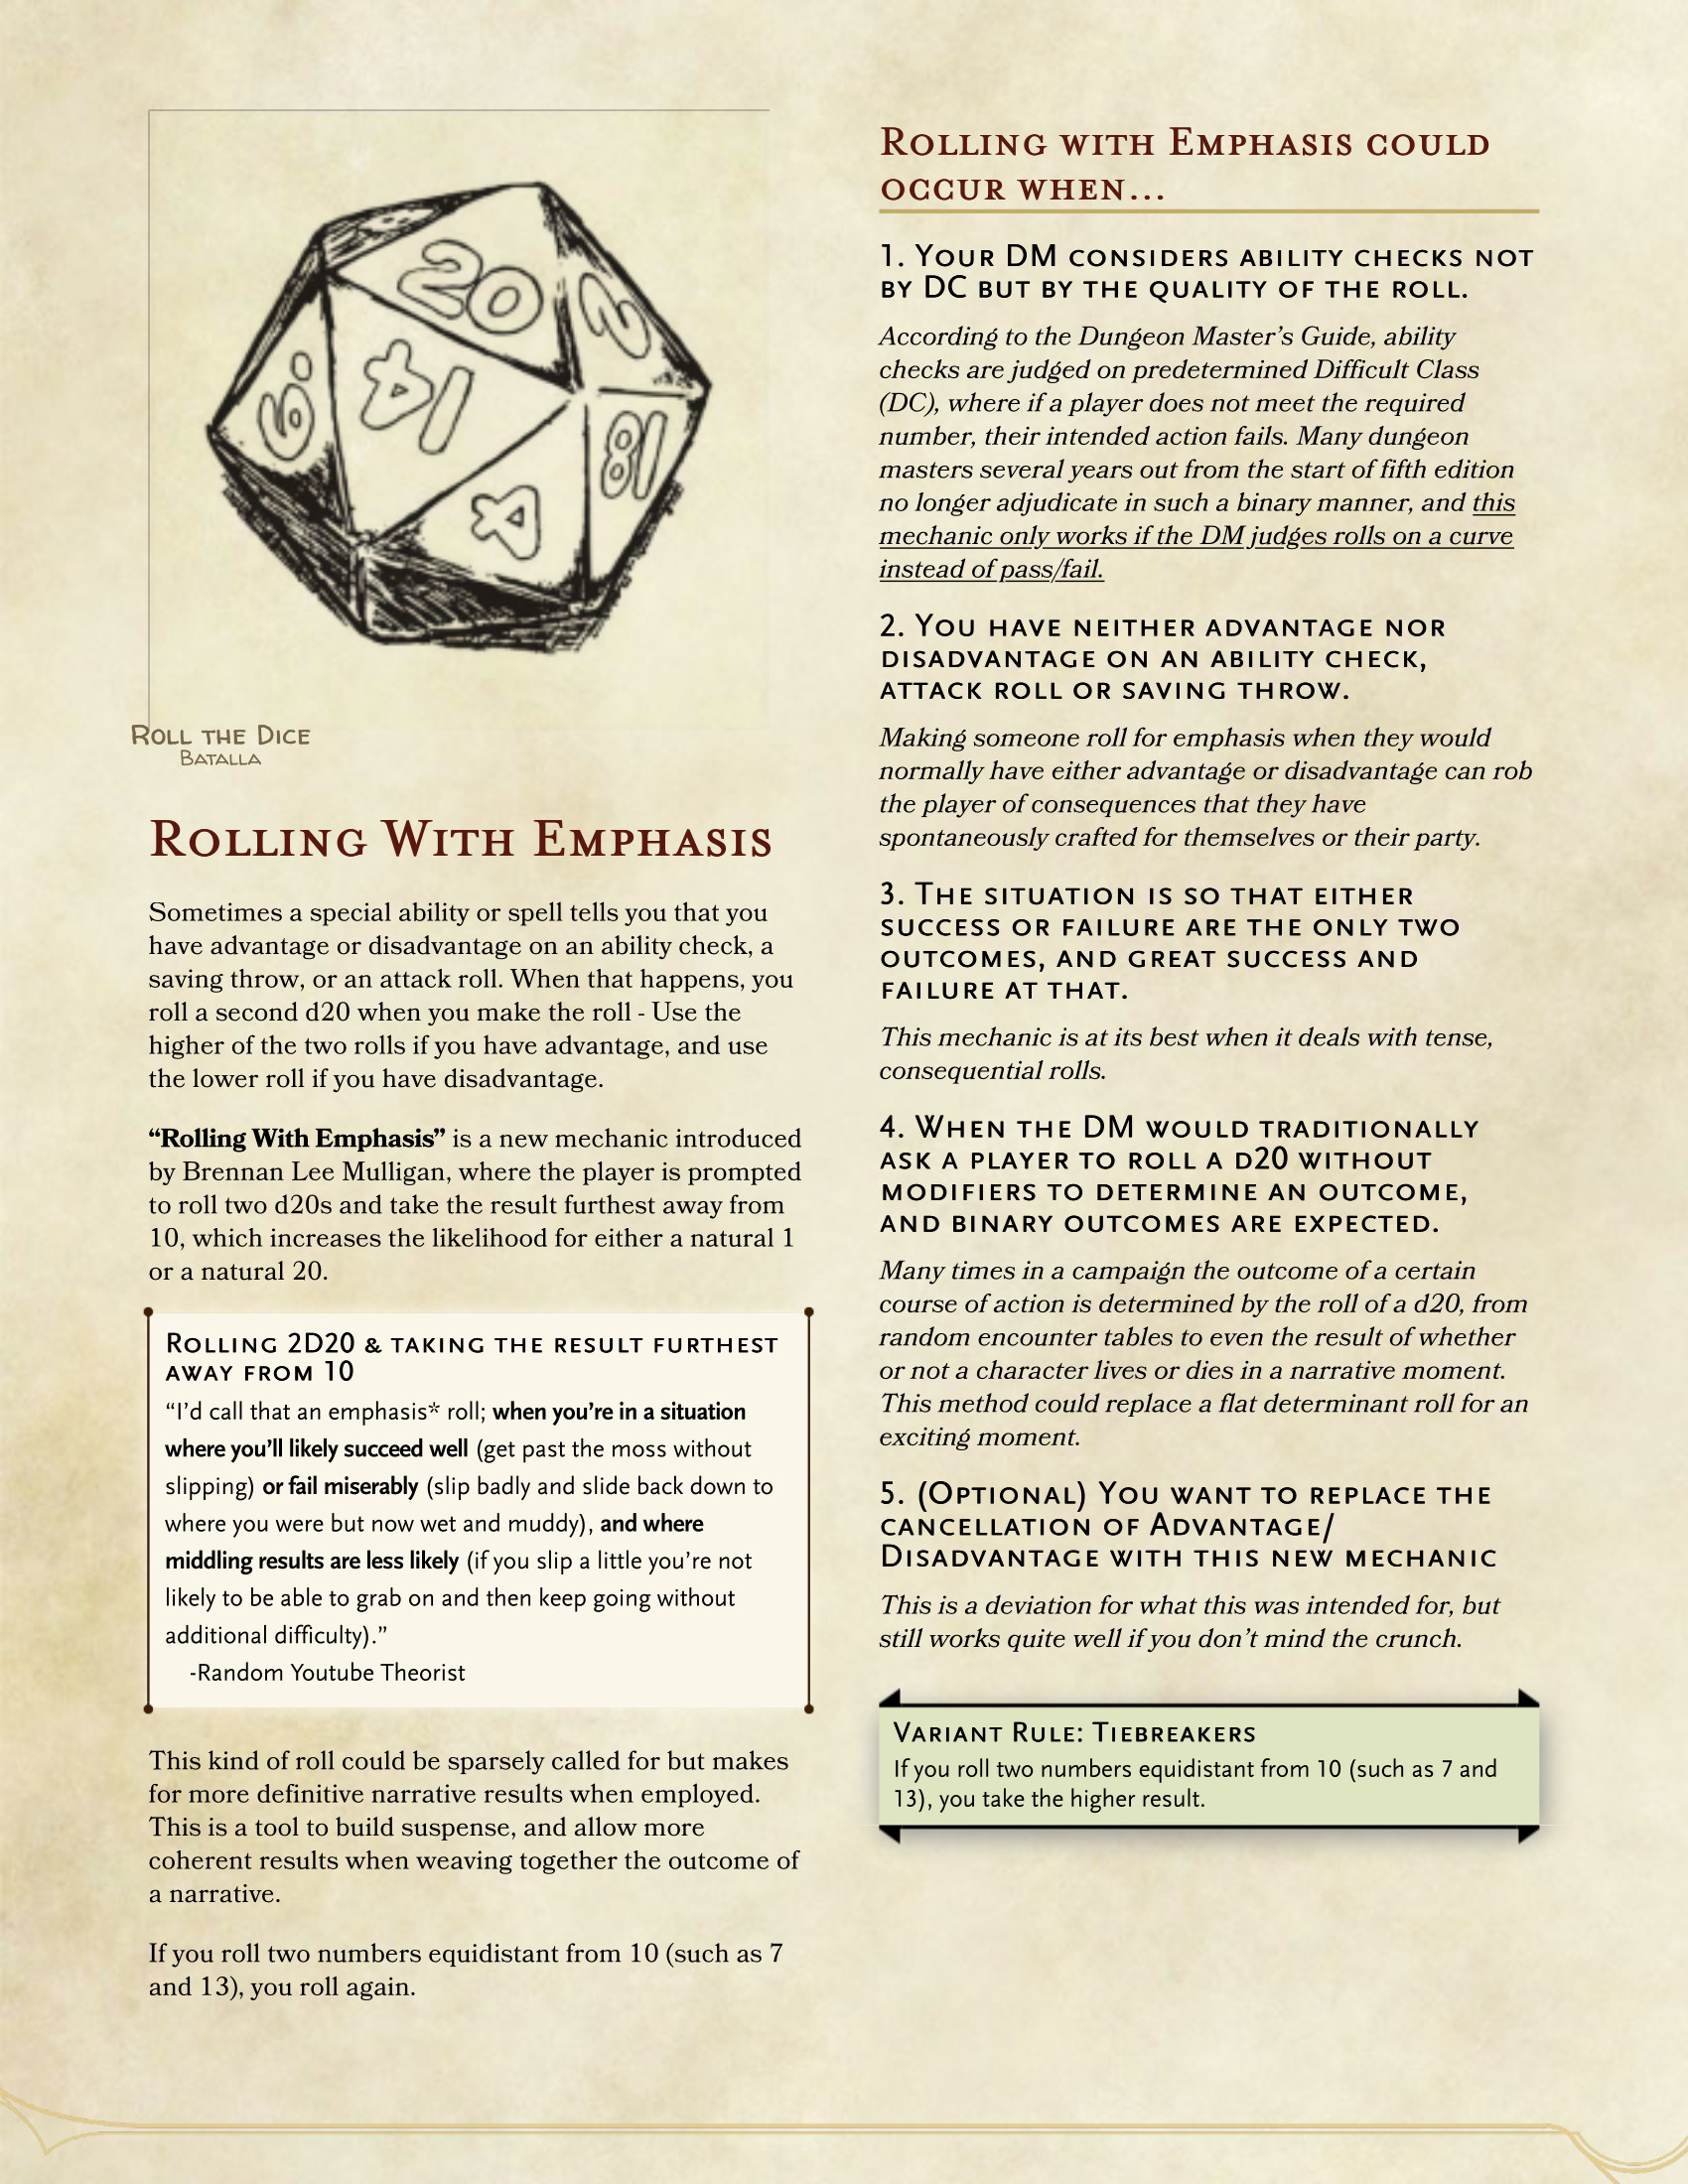 20
2
14
9.
18
4
Roll the Dice
Batalla
Rolling With Emphasis
Sometimes a special ability or spell tells you that you
have advantage or disadvantage on an ability check, a
saving throw, or an attack roll. When that happens, you
roll a second d20 when you make the roll - Use the
higher of the two rolls if you have advantage, and use
the lower roll if you have disadvantage.
“Rolling With Emphasis” is a new mechanic introduced
by Brennan Lee Mulligan, where the player is prompted
to roll two d20s and take the result furthest away from
10, which increases the likelihood for either a natural 1
or a natural 20.
Rolling 2D20 & taking the result furthest
away from 10
“I’d call that an emphasis* roll; when you’re in a situation
where you’ll likely succeed well (get past the moss without
slipping) or fail miserably (slip badly and slide back down to
where you were but now wet and muddy), and where
middling results are less likely (if you slip a little you’re not
likely to be able to grab on and then keep going without
additional difficulty).”
-Random Youtube Theorist
This kind of roll could be sparsely called for but makes
for more definitive narrative results when employed.
This is a tool to build suspense, and allow more
coherent results when weaving together the outcome of
a narrative.
If you roll two numbers equidistant from 10 (such as 7
and 13), you roll again.
Rolling with Emphasis could
occur when...
1. Your DM considers ability checks not
by DC but by the quality of the roll.
According to the Dungeon Master’s Guide, ability
checks are judged on predetermined Difficult Class
(DC), where if a player does not meet the required
number, their intended action fails. Many dungeon
masters several years out from the start of fifth edition
no longer adjudicate in such a binary manner, and this
mechanic only works if the DM judges rolls on a curve
instead of pass/fail.
2. You have neither advantage nor
disadvantage on an ability check,
attack roll or saving throw.
Making someone roll for emphasis when they would
normally have either advantage or disadvantage can rob
the player of consequences that they have
spontaneously crafted for themselves or their party.
3. The situation is so that either
success or failure are the only two
outcomes, and great success and
failure at that.
This mechanic is at its best when it deals with tense,
consequential rolls.
4. When the DM would traditionally
ask a player to roll a d20 without
modifiers to determine an outcome,
and binary outcomes are expected.
Many times in a campaign the outcome of a certain
course of action is determined by the roll of a d20, from
random encounter tables to even the result of whether
or not a character lives or dies in a narrative moment.
This method could replace a flat determinant roll for an
exciting moment.
5. (Optional) You want to replace the
cancellation of Advantage/
Disadvantage with this new mechanic
This is a deviation for what this was intended for, but
still works quite well if you don’t mind the crunch.
Variant Rule: Tiebreakers
If you roll two numbers equidistant from 10 (such as 7 and
13), you take the higher result.